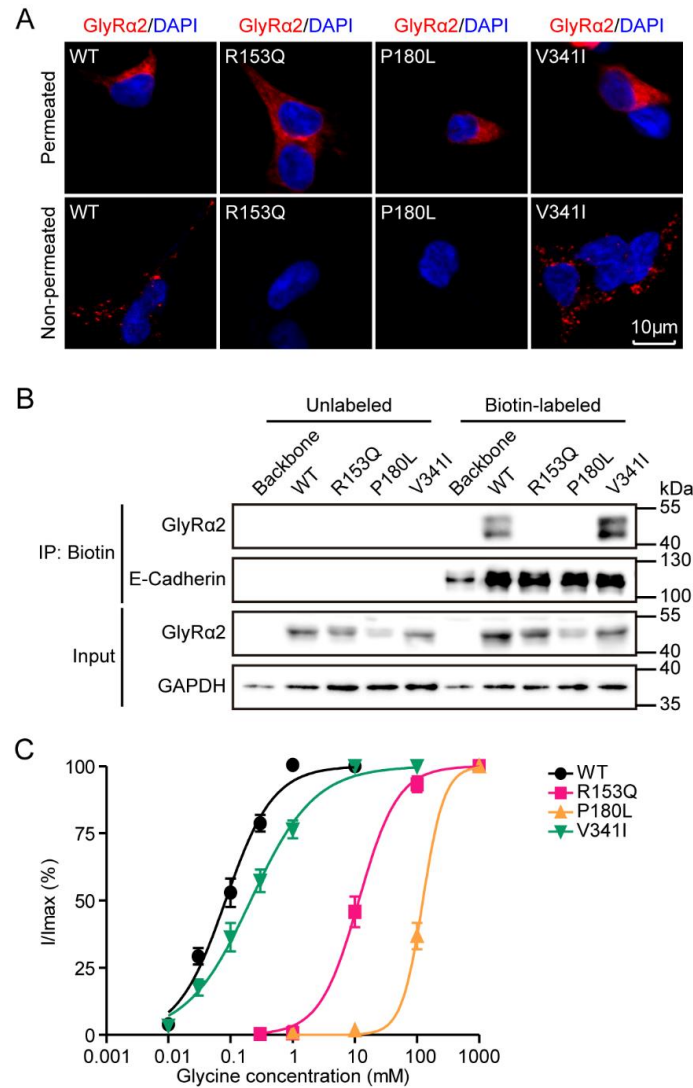 A
GlyRα2/DAPI GlyRα2/DAPI GlyRα2/DAPI GlyRα2/DAPI
Permeated
WT R153Q P180L V341I
Non-permeated
WT R153Q P180L V341I
10μm
B
Unlabeled Biotin-labeled
Backbone WT R153Q P180L V341I Backbone WT R153Q P180L V341I kDa
IP: Biotin
GlyRα2 55
40
E-Cadherin 130
100
Input
GlyRα2 55
40
GAPDH 40
35
C
I/Imax (%)
100
75
50
25
0
0.001 0.01 0.1 1 10 100 1000
Glycine concentration (mM)
WT
R153Q
P180L
V341I